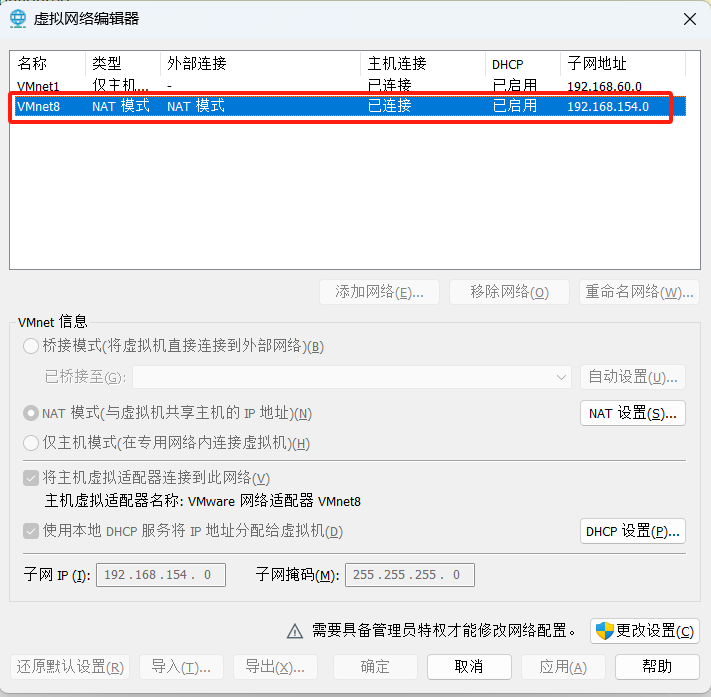 虚拟网络编辑器
名称 类型 外部连接 主机连接 DHCP 子网地址
VMnet1 仅主机... - 已连接 已启用 192.168.60.0
VMnet8 NAT 模式 NAT 模式 已连接 已启用 192.168.154.0
添加网络(E)... 移除网络(O) 重命名网络(W)...
VMnet 信息
桥接模式(将虚拟机直接连接到外部网络)(B)
已桥接至(G): 自动设置(U)...
NAT 模式(与虚拟机共享主机的 IP 地址)(N) NAT 设置(S)...
仅主机模式(在专用网络内连接虚拟机)(H)
将主机虚拟适配器连接到此网络(V)
主机虚拟适配器名称: VMware 网络适配器 VMnet8
使用本地 DHCP 服务将 IP 地址分配给虚拟机(D) DHCP 设置(P)...
子网 IP (I): 192 . 168 . 154 . 0 子网掩码(M): 255 . 255 . 255 . 0
需要具备管理员特权才能修改网络配置。 更改设置(C)
还原默认设置(R) 导入(T)... 导出(X)... 确定 取消 应用(A) 帮助